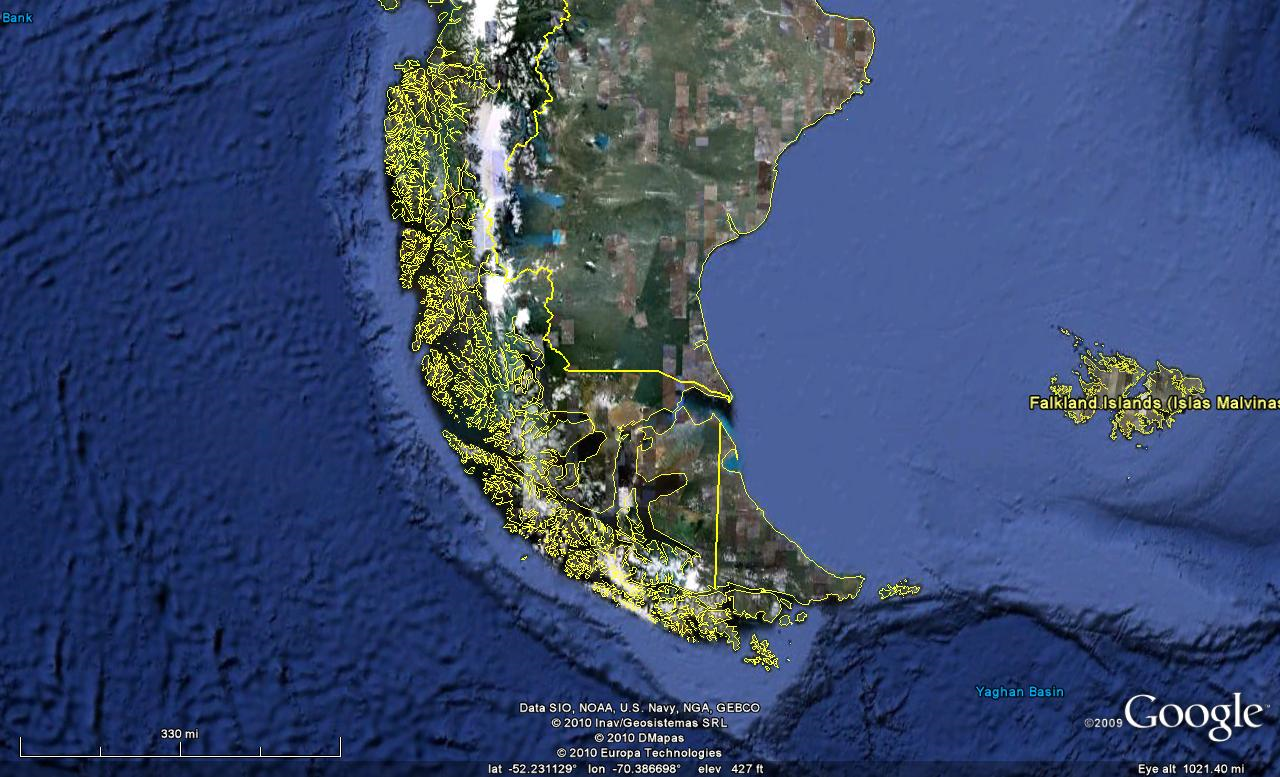 Bank
Falkland Islands (Islas Malvinas
Yaghan Basin
Data SIO, NOAA, U.S. Navy, NGA, GEBCO
© 2010 Inav/Geosistemas SRL
© 2010 DMapas
© 2010 Europa Technologies
©2009 Google™
330 mi
lat -52.231129° lon -70.386698° elev 427 ft
Eye alt 1021.40 mi